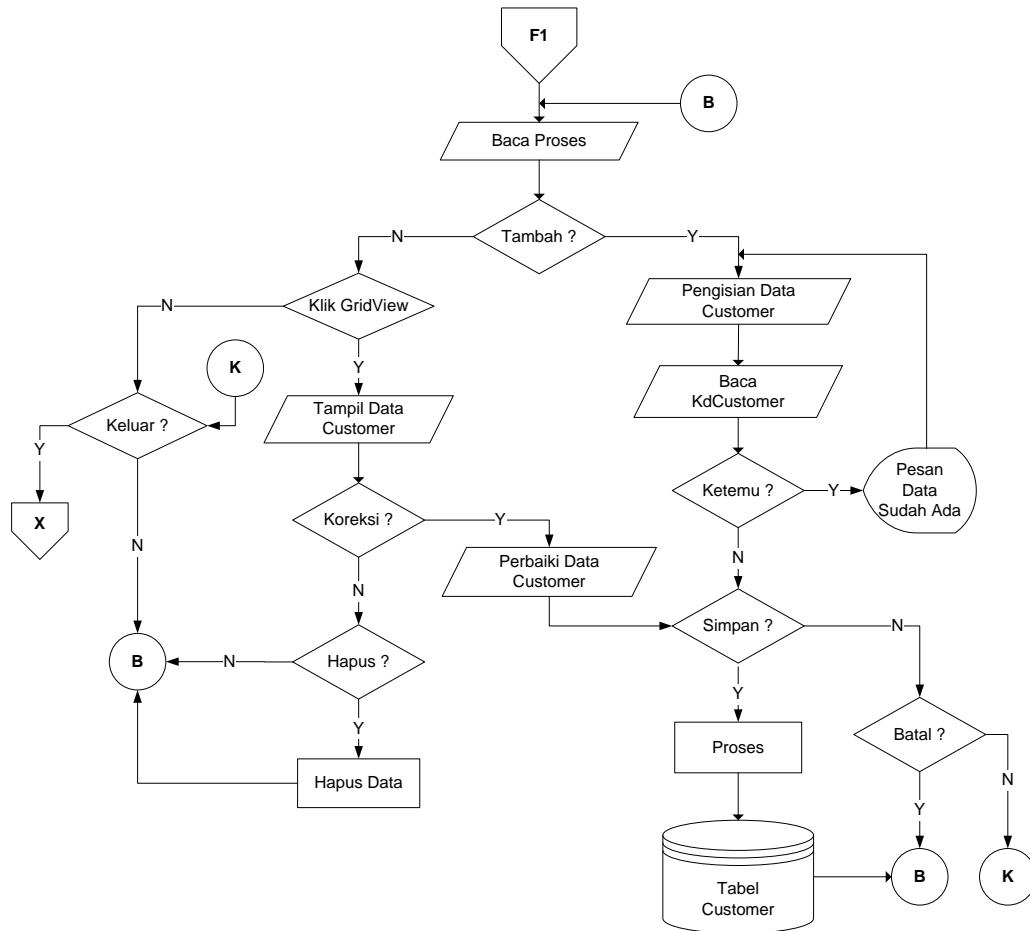 F1
B
Baca Proses
Tambah ?
N
Y
Klik GridView
N
Y
Pengisian Data
Customer
K
Tampil Data
Customer
Baca
KdCustomer
Keluar ?
Y
N
X
Koreksi ?
Y
N
Ketemu ?
Y
N
Pesan
Data
Sudah Ada
Perbaiki Data
Customer
Simpan ?
N
Y
B
N
Hapus ?
Y
Hapus Data
Proses
Batal ?
N
Y
Tabel
Customer
B
K